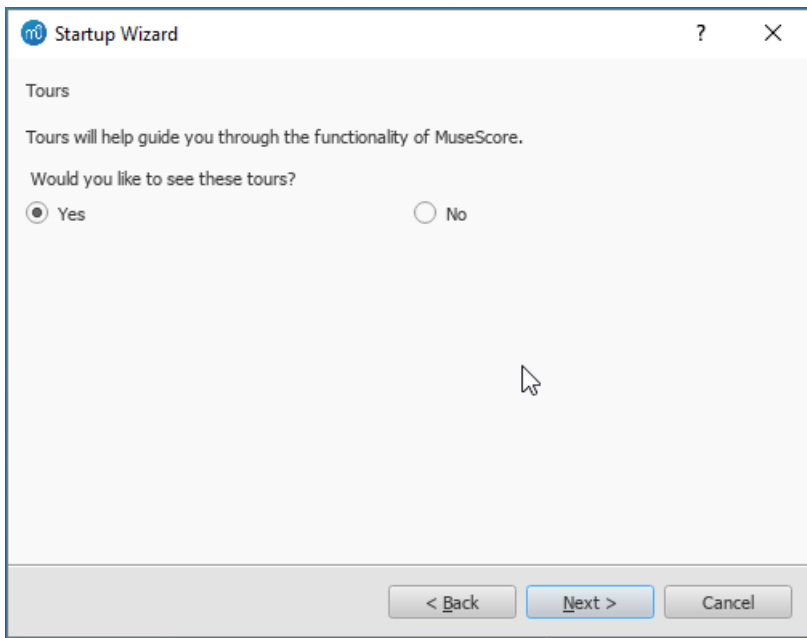 Startup Wizard
Tours
Tours will help guide you through the functionality of MuseScore.
Would you like to see these tours?
Yes No
< Back Next > Cancel